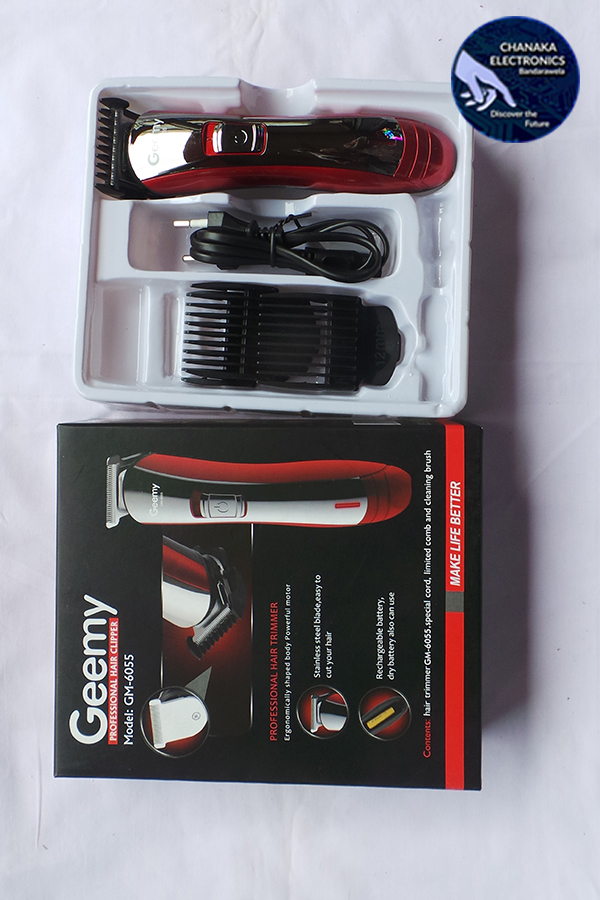 CHANAKA
ELECTRONICS
Bandarawela
Discover the
Future
Geemy
Geemy
Geemy
PROFESSIONAL HAIR CLIPPER
Model: GM-6055
PROFESSIONAL HAIR TRIMMER
Ergonomically shaped body Powerful motor
Stainless steel blade,easy to
cut your hair
Rechargeable battery,
dry battery also can use
Contents: hair trimmer GM-6055,special cord, limited comb and cleaning brush
MAKE LIFE BETTER